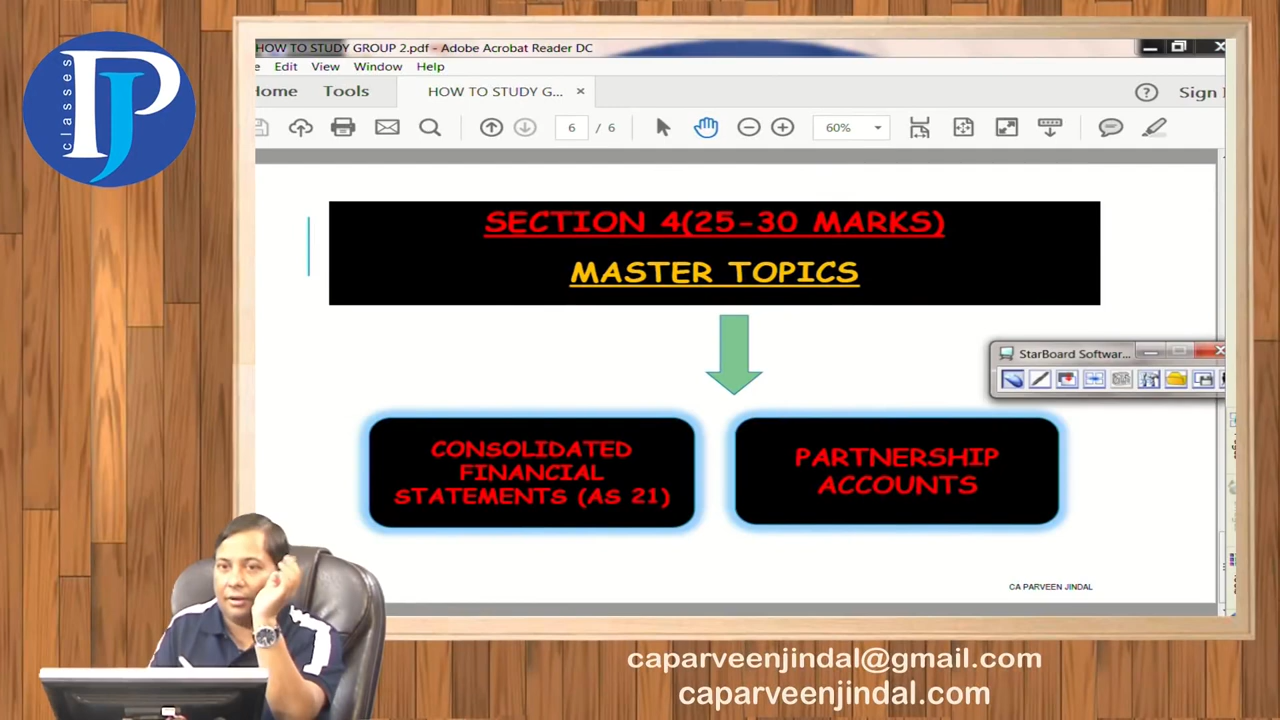 classes
PJ
HOW TO STUDY GROUP 2.pdf - Adobe Acrobat Reader DC
e Edit View Window Help
Home Tools HOW TO STUDY G... ×
Sign I
6 / 6
60%
SECTION 4(25-30 MARKS)
MASTER TOPICS
StarBoard Softwar...
CONSOLIDATED
FINANCIAL
STATEMENTS (AS 21)
PARTNERSHIP
ACCOUNTS
CA PARVEEN JINDAL
caparveenjindal@gmail.com
caparveenjindal.com